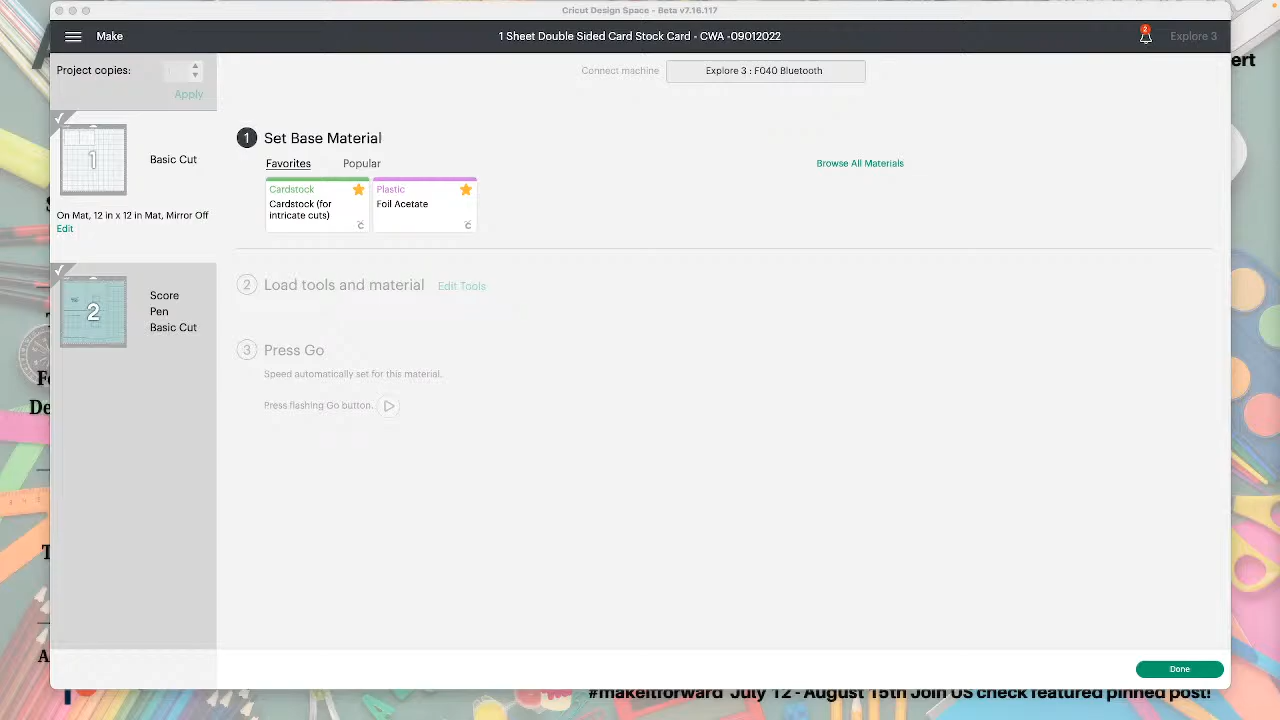 Cricut Design Space - Beta v7.16.117
Make
1 Sheet Double Sided Card Stock Card - CWA -09012022
2
Explore 3
Project copies:
Apply
Connect machine
Explore 3 : F040 Bluetooth
1
Basic Cut
On Mat, 12 in x 12 in Mat, Mirror Off
Edit
2
Score
Pen
Basic Cut
1 Set Base Material
Favorites Popular
Browse All Materials
Cardstock
Cardstock (for
intricate cuts)
Plastic
Foil Acetate
2 Load tools and material Edit Tools
3 Press Go
Speed automatically set for this material.
Press flashing Go button.
Done
#makeitforward July 12 - August 15th Join US check featured pinned post!